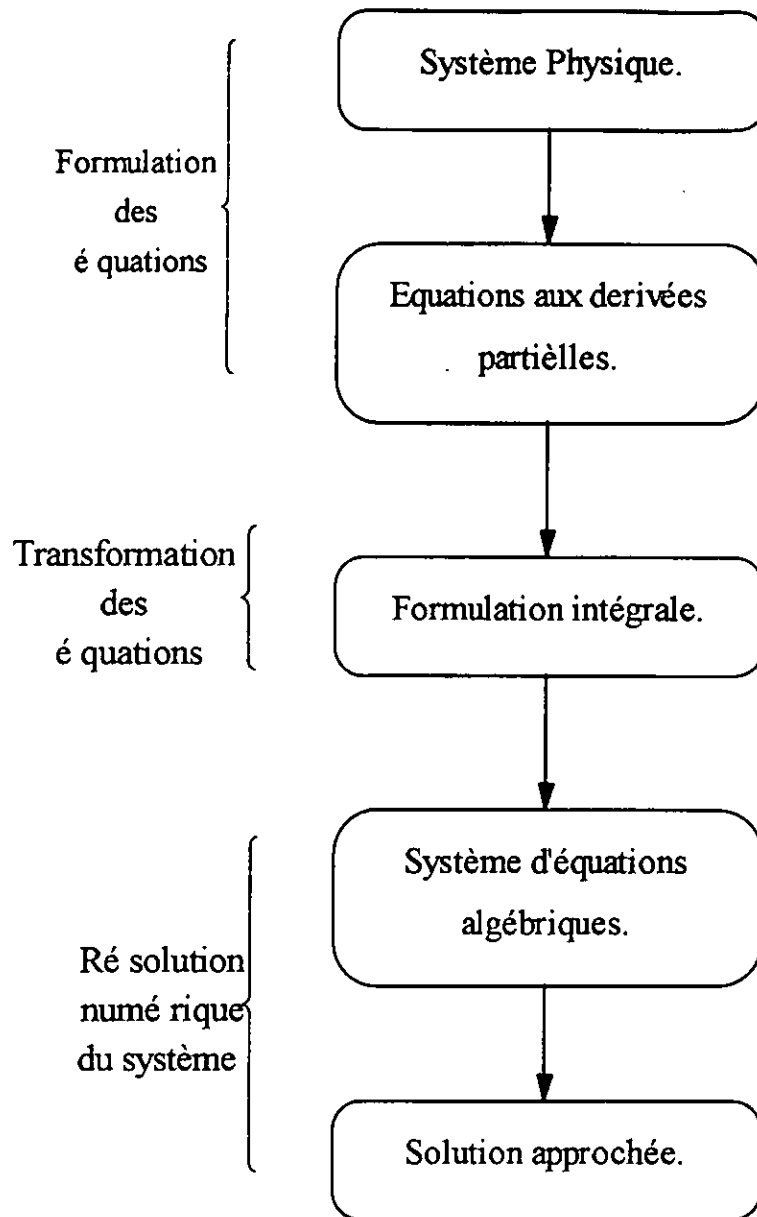 Système Physique.
Formulation
des
é quations
Equations aux derivées
partièlles.
Transformation
des
é quations
Formulation intégrale.
Système d'équations
algébriques.
Ré solution
numé rique
du système
Solution approchée.